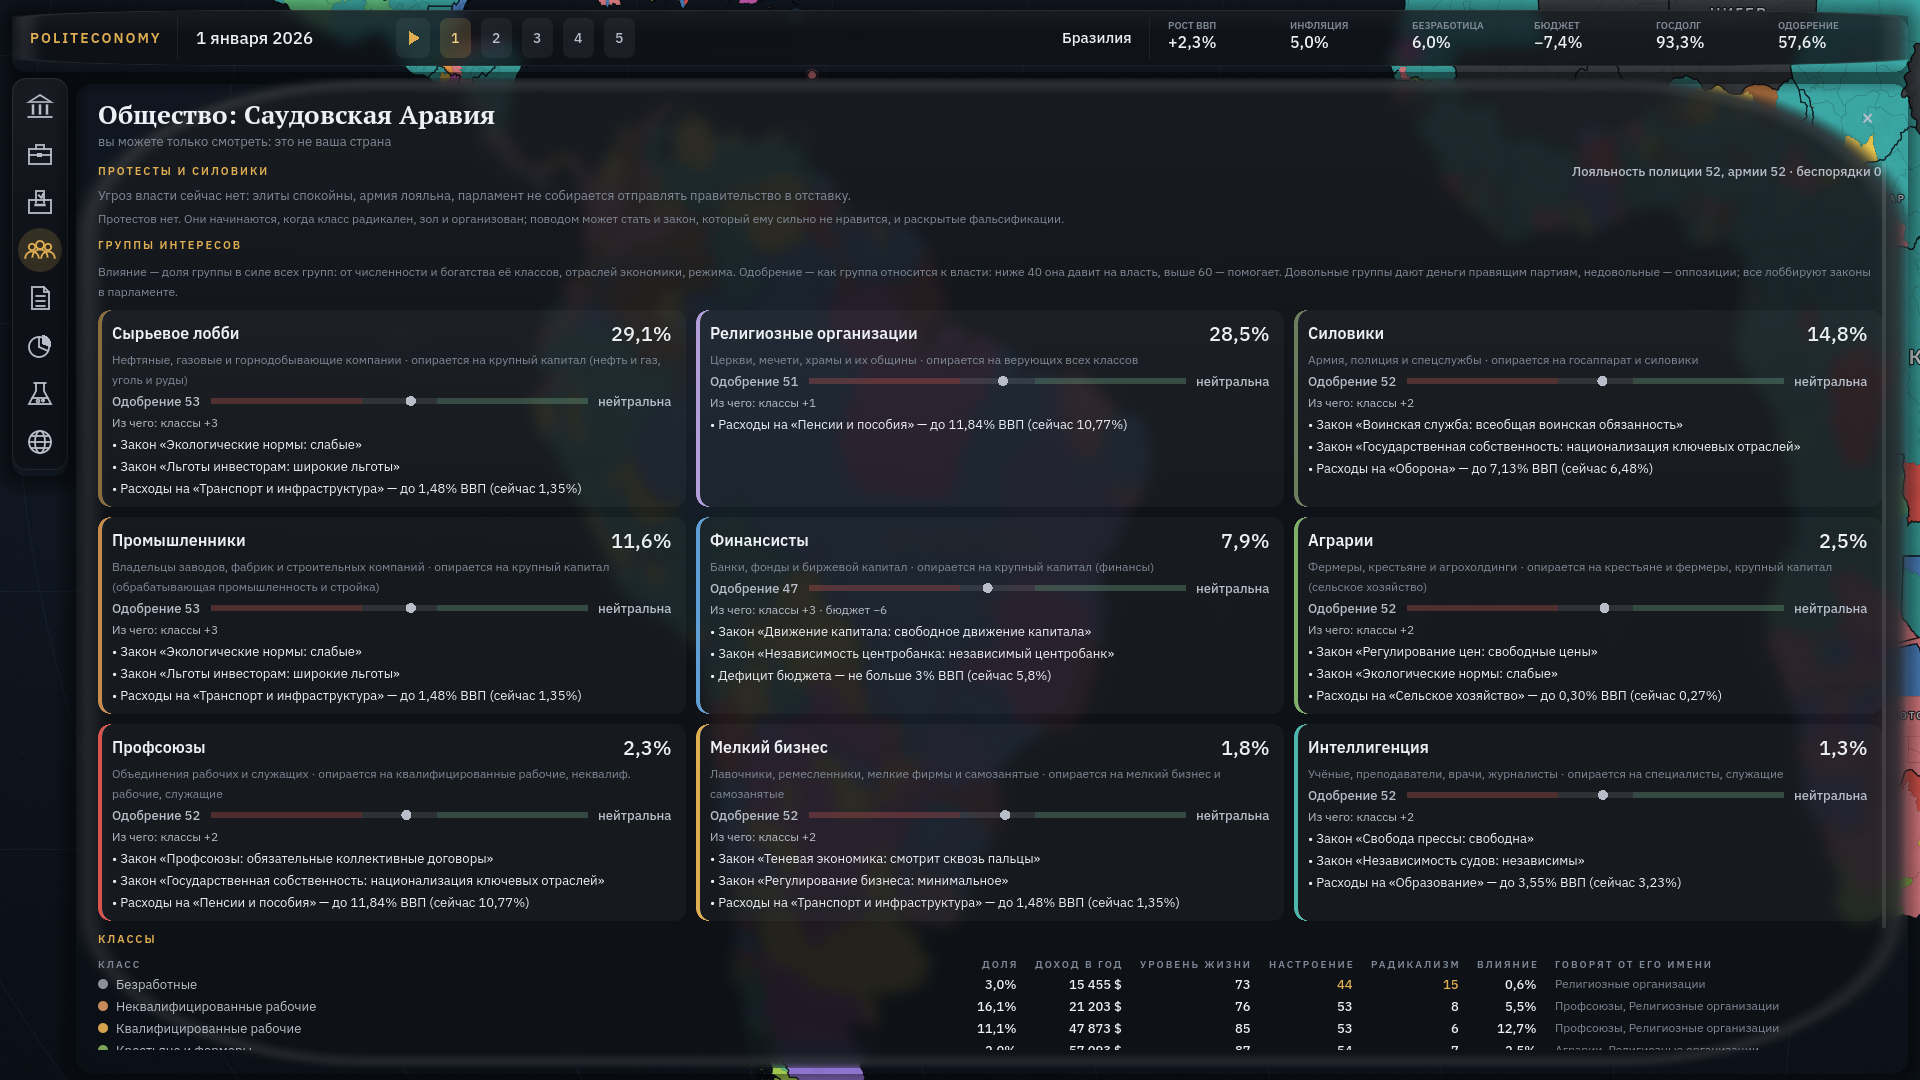 POLITECONOMY
1 января 2026
1 2 3 4 5
Бразилия
РОСТ ВВП
+2,3%
ИНФЛЯЦИЯ
5,0%
БЕЗРАБОТИЦА
6,0%
БЮДЖЕТ
−7,4%
ГОСДОЛГ
93,3%
ОДОБРЕНИЕ
57,6%
Общество: Саудовская Аравия
вы можете только смотреть: это не ваша страна
ПРОТЕСТЫ И СИЛОВИКИ
Лояльность полиции 52, армии 52 · беспорядки 0
Угроз власти сейчас нет: элиты спокойны, армия лояльна, парламент не собирается отправлять правительство в отставку.
Протестов нет. Они начинаются, когда класс радикален, зол и организован; поводом может стать и закон, который ему сильно не нравится, и раскрытые фальсификации.
ГРУППЫ ИНТЕРЕСОВ
Влияние — доля группы в силе всех групп: от численности и богатства её классов, отраслей экономики, режима. Одобрение — как группа относится к власти: ниже 40 она давит на власть, выше 60 — помогает. Довольные группы дают деньги правящим партиям, недовольные — оппозиции; все лоббируют законы
в парламенте.
Сырьевое лобби 29,1%
Нефтяные, газовые и горнодобывающие компании · опирается на крупный капитал (нефть и газ,
уголь и руды)
Одобрение 53 нейтральна
Из чего: классы +3
• Закон «Экологические нормы: слабые»
• Закон «Льготы инвесторам: широкие льготы»
• Расходы на «Транспорт и инфраструктура» — до 1,48% ВВП (сейчас 1,35%)
Религиозные организации 28,5%
Церкви, мечети, храмы и их общины · опирается на верующих всех классов
Одобрение 51 нейтральна
Из чего: классы +1
• Расходы на «Пенсии и пособия» — до 11,84% ВВП (сейчас 10,77%)
Силовики 14,8%
Армия, полиция и спецслужбы · опирается на госаппарат и силовики
Одобрение 52 нейтральна
Из чего: классы +2
• Закон «Воинская служба: всеобщая воинская обязанность»
• Закон «Государственная собственность: национализация ключевых отраслей»
• Расходы на «Оборона» — до 7,13% ВВП (сейчас 6,48%)
Промышленники 11,6%
Владельцы заводов, фабрик и строительных компаний · опирается на крупный капитал
(обрабатывающая промышленность и стройка)
Одобрение 53 нейтральна
Из чего: классы +3
• Закон «Экологические нормы: слабые»
• Закон «Льготы инвесторам: широкие льготы»
• Расходы на «Транспорт и инфраструктура» — до 1,48% ВВП (сейчас 1,35%)
Финансисты 7,9%
Банки, фонды и биржевой капитал · опирается на крупный капитал (финансы)
Одобрение 47 нейтральна
Из чего: классы +3 · бюджет −6
• Закон «Движение капитала: свободное движение капитала»
• Закон «Независимость центробанка: независимый центробанк»
• Дефицит бюджета — не больше 3% ВВП (сейчас 5,8%)
Аграрии 2,5%
Фермеры, крестьяне и агрохолдинги · опирается на крестьяне и фермеры, крупный капитал
(сельское хозяйство)
Одобрение 52 нейтральна
Из чего: классы +2
• Закон «Регулирование цен: свободные цены»
• Закон «Экологические нормы: слабые»
• Расходы на «Сельское хозяйство» — до 0,30% ВВП (сейчас 0,27%)
Профсоюзы 2,3%
Объединения рабочих и служащих · опирается на квалифицированные рабочие, неквалиф.
рабочие, служащие
Одобрение 52 нейтральна
Из чего: классы +2
• Закон «Профсоюзы: обязательные коллективные договоры»
• Закон «Государственная собственность: национализация ключевых отраслей»
• Расходы на «Пенсии и пособия» — до 11,84% ВВП (сейчас 10,77%)
Мелкий бизнес 1,8%
Лавочники, ремесленники, мелкие фирмы и самозанятые · опирается на мелкий бизнес и
самозанятые
Одобрение 52 нейтральна
Из чего: классы +2
• Закон «Теневая экономика: смотрит сквозь пальцы»
• Закон «Регулирование бизнеса: минимальное»
• Расходы на «Транспорт и инфраструктура» — до 1,48% ВВП (сейчас 1,35%)
Интеллигенция 1,3%
Учёные, преподаватели, врачи, журналисты · опирается на специалисты, служащие
Одобрение 52 нейтральна
Из чего: классы +2
• Закон «Свобода прессы: свободна»
• Закон «Независимость судов: независимы»
• Расходы на «Образование» — до 3,55% ВВП (сейчас 3,23%)
КЛАССЫ
КЛАСС ДОЛЯ ДОХОД В ГОД УРОВЕНЬ ЖИЗНИ НАСТРОЕНИЕ РАДИКАЛИЗМ ВЛИЯНИЕ ГОВОРЯТ ОТ ЕГО ИМЕНИ
Безработные 3,0% 15 455 $ 73 44 15 0,6% Религиозные организации
Неквалифицированные рабочие 16,1% 21 203 $ 76 53 8 5,5% Профсоюзы, Религиозные организации
Квалифицированные рабочие 11,1% 47 873 $ 85 53 6 12,7% Профсоюзы, Религиозные организации